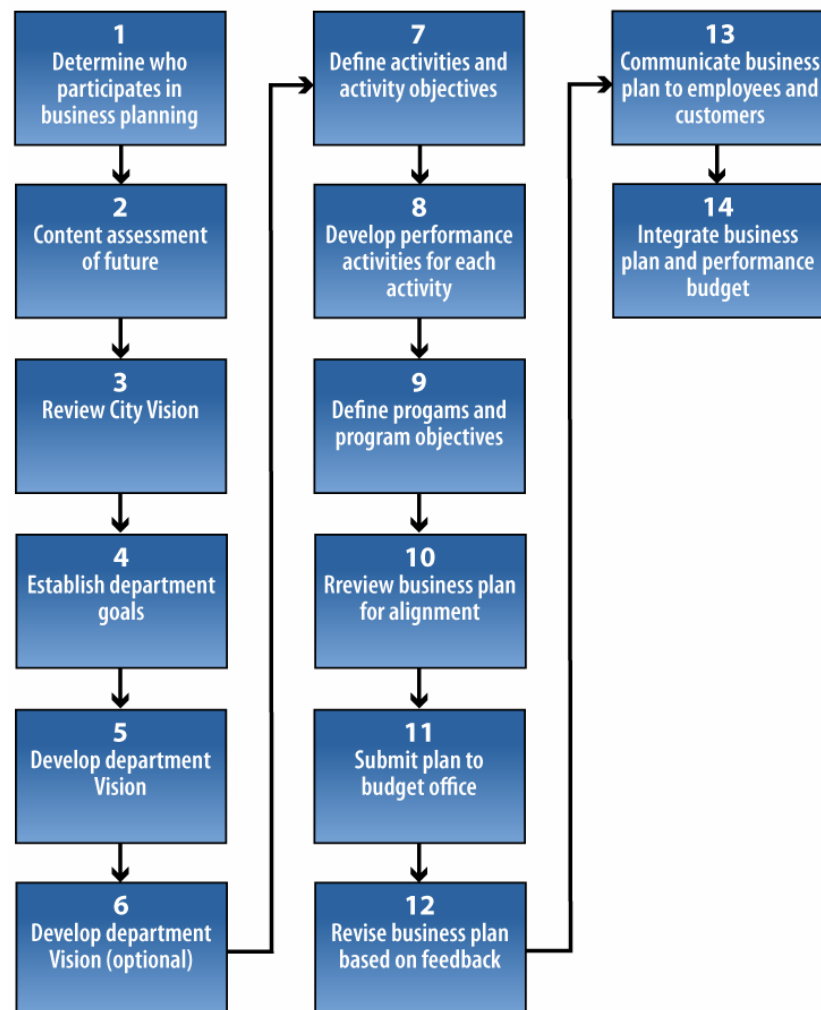 1
Determine who
participates in
business planning
2
Content assessment
of future
3
Review City Vision
4
Establish department
goals
5
Develop department
Vision
6
Develop department
Vision (optional)
7
Define activities and
activity objectives
8
Develop performance
activities for each
activity
9
Define progams and
program objectives
10
Rreview business plan
for alignment
11
Submit plan to
budget office
12
Revise business plan
based on feedback
13
Communicate business
plan to employees and
customers
14
Integrate business
plan and performance
budget